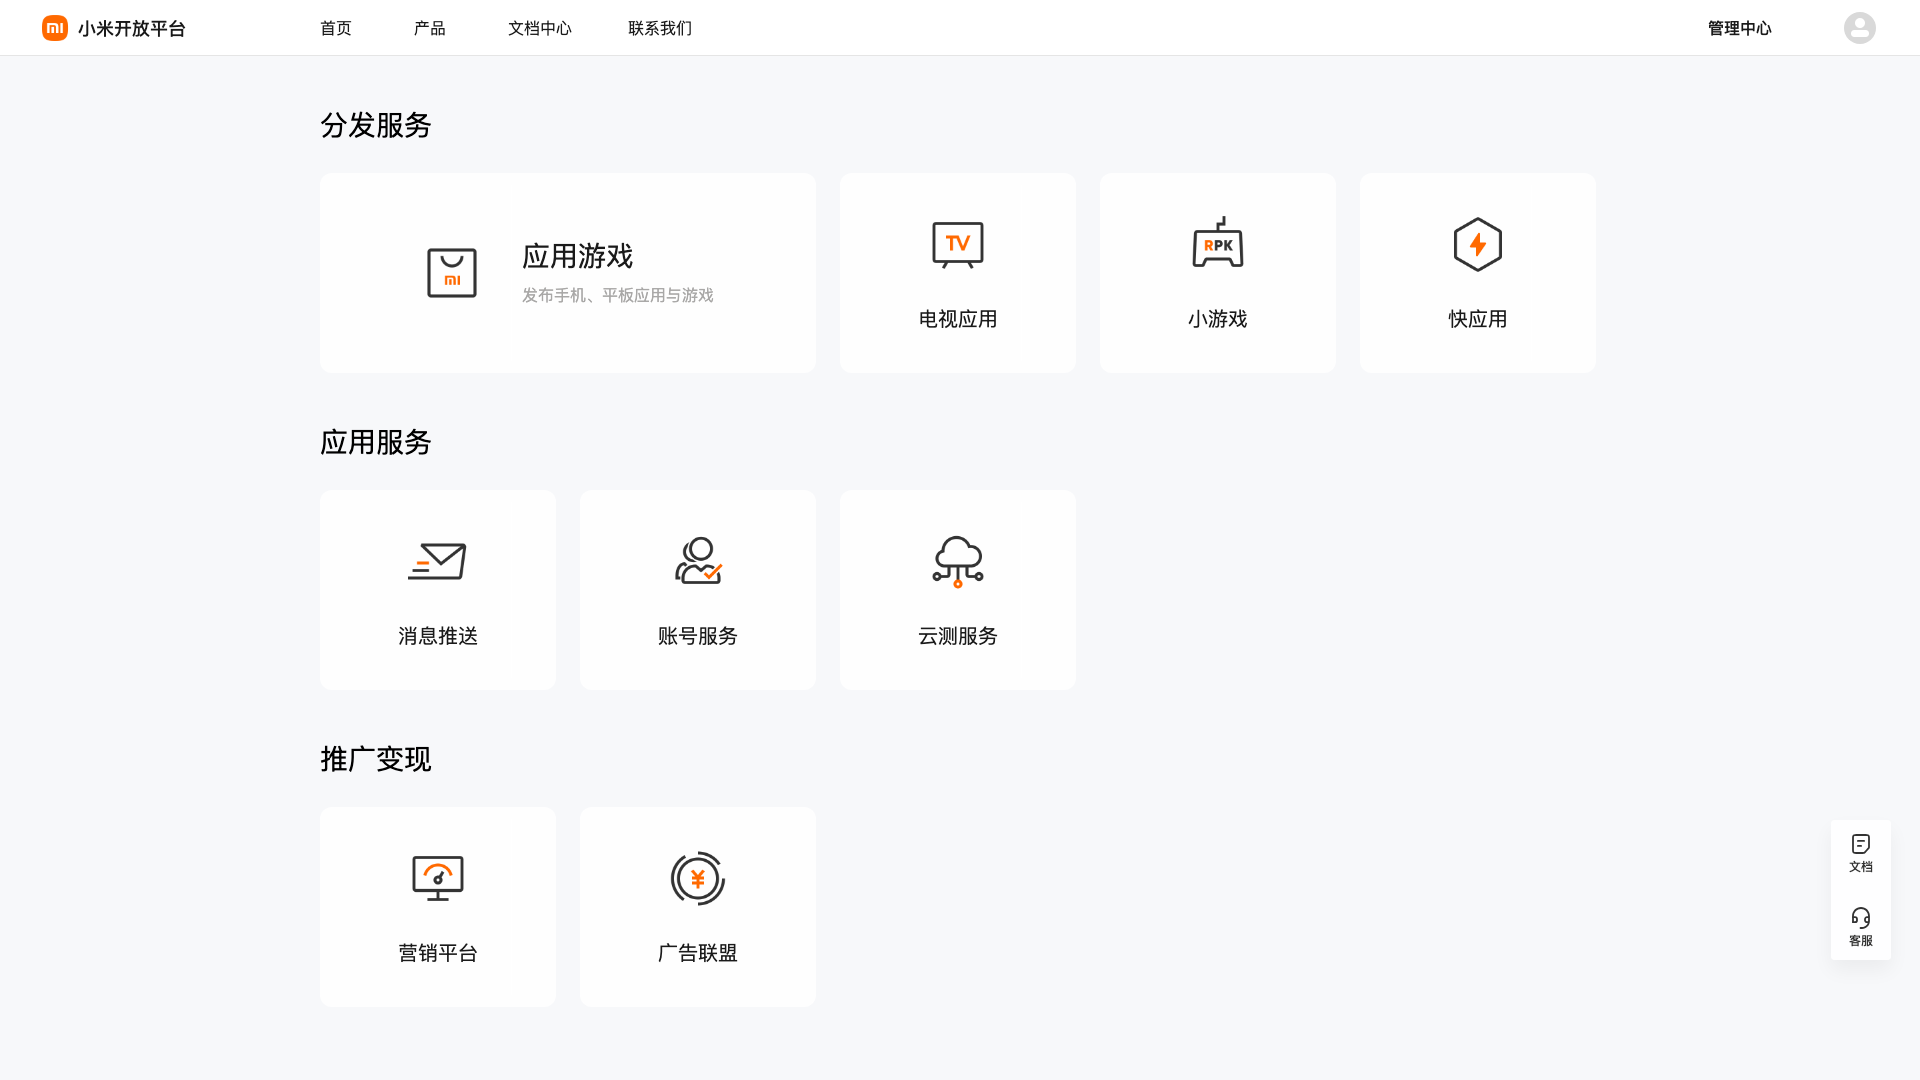 小米开放平台
首页
产品
文档中心
联系我们
管理中心
分发服务
应用游戏
发布手机、平板应用与游戏
TV
电视应用
RPK
小游戏
快应用
应用服务
消息推送
账号服务
云测服务
推广变现
营销平台
¥
广告联盟
文档
客服